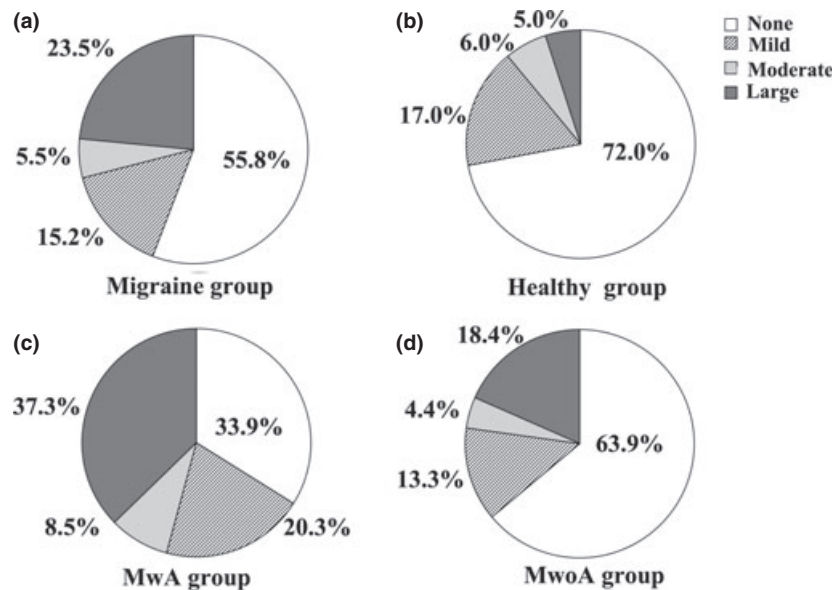 (a)
23.5%
5.5%
15.2%
55.8%
Migraine group
(b)
5.0%
6.0%
17.0%
72.0%
Healthy group
None
Mild
Moderate
Large
(c)
37.3%
33.9%
8.5%
20.3%
MwA group
(d)
18.4%
4.4%
13.3%
63.9%
MwoA group